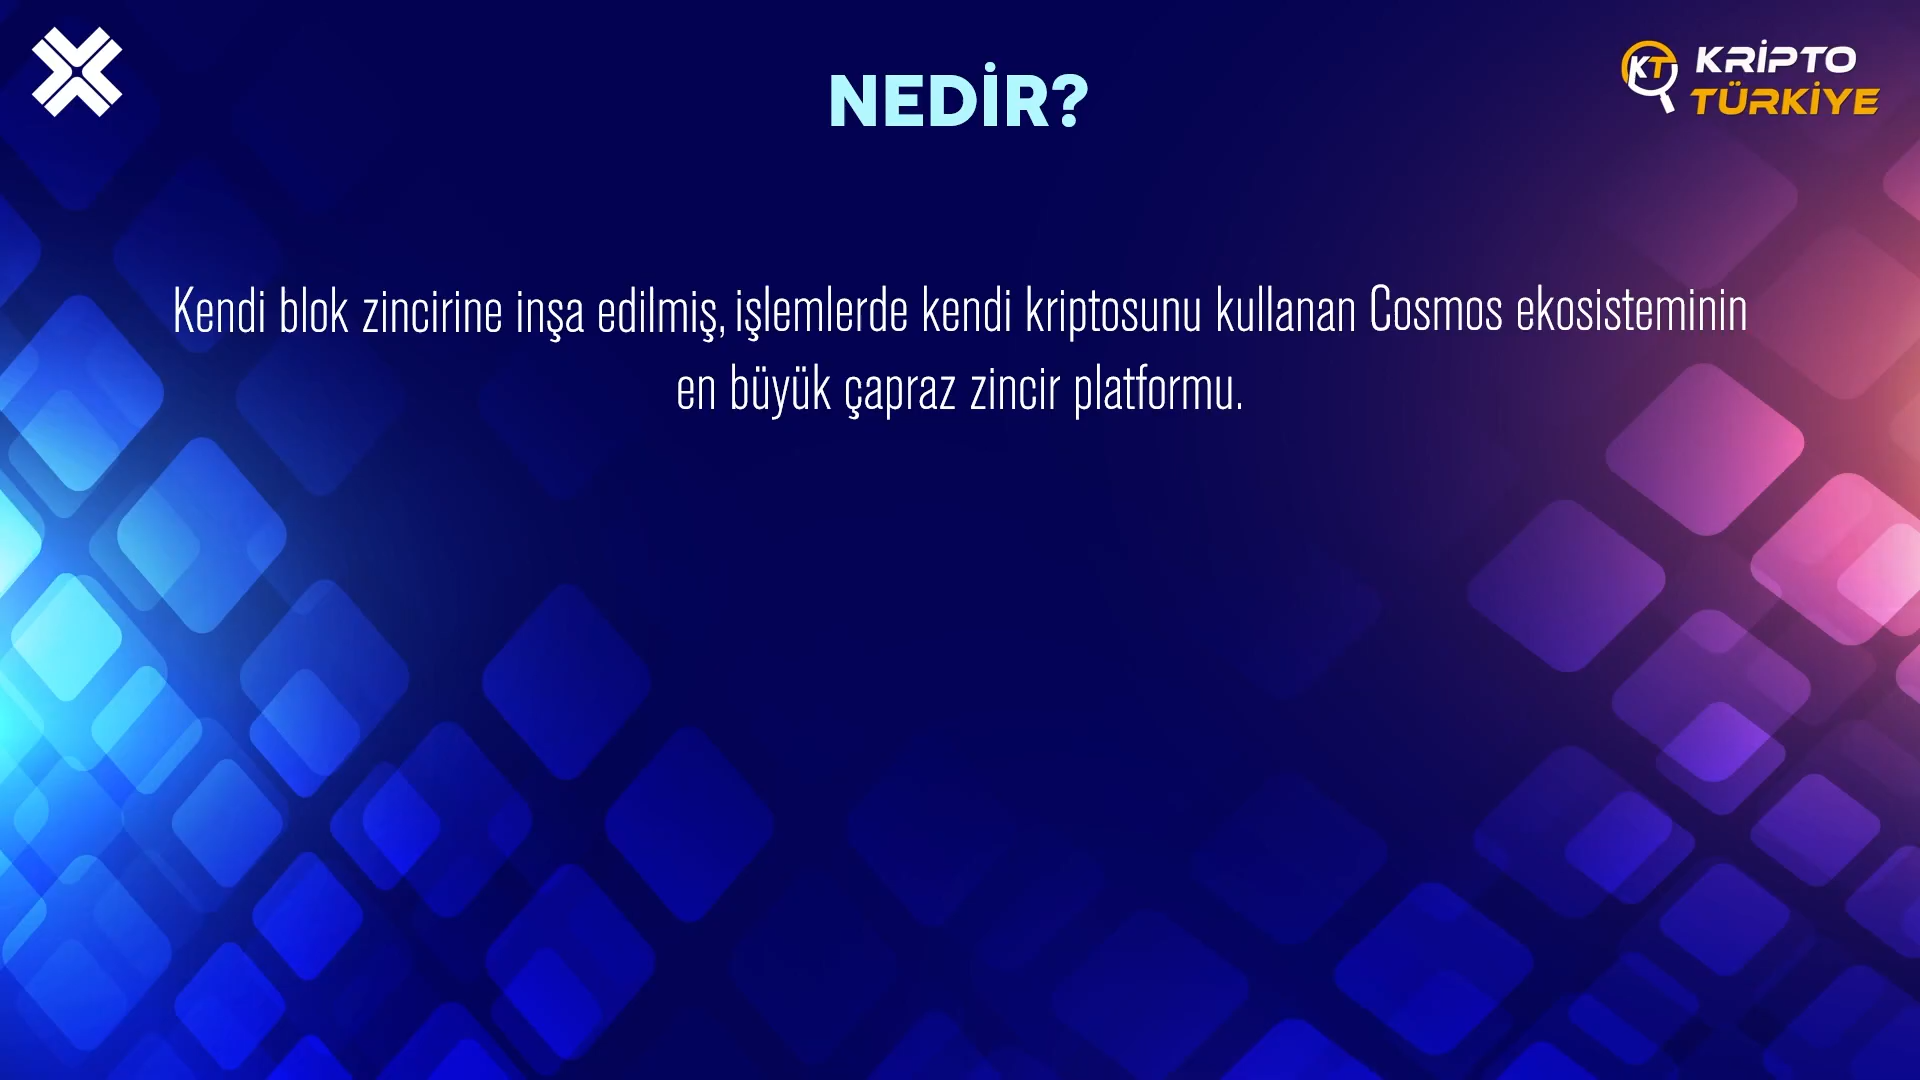 NEDİR?
KT
KRİPTO
TÜRKİYE
Kendi blok zincirine inşa edilmiş, işlemlerde kendi kriptosunu kullanan Cosmos ekosisteminin
en büyük çapraz zincir platformu.